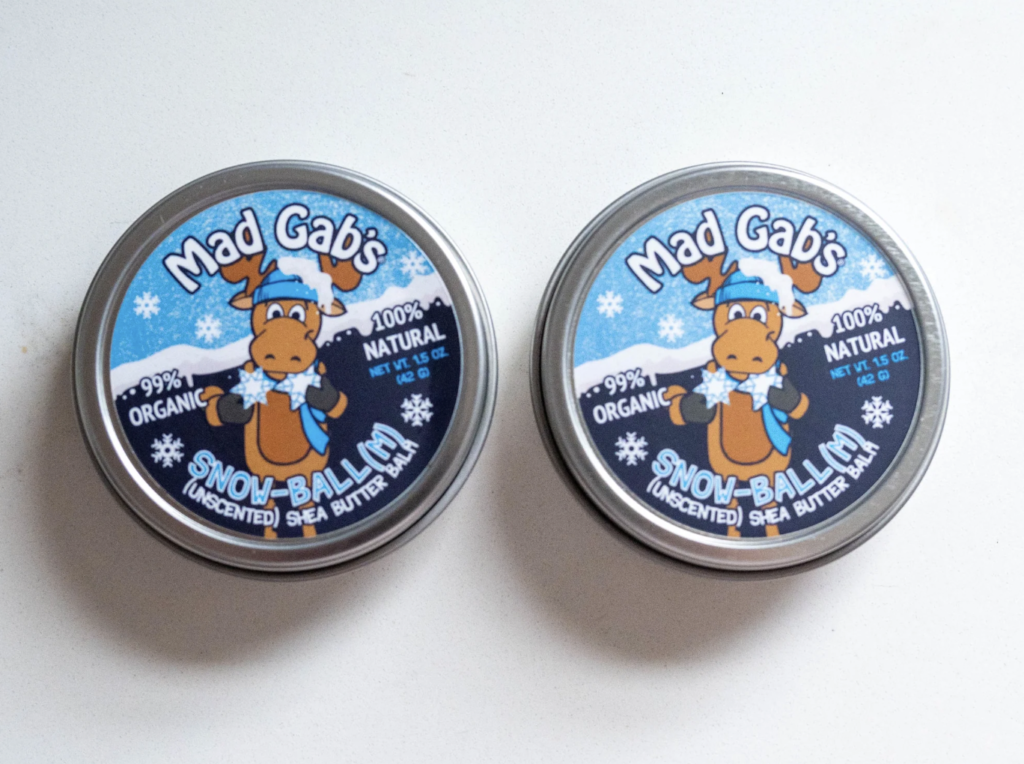 Mad Gab's
100%
NATURAL
NET WT. 1.5 OZ.
(42 G)
99%
ORGANIC
SNOW-BALL(M)
(UNSCENTED) SHEA BUTTER BALM
Mad Gab's
100%
NATURAL
NET WT. 1.5 OZ.
(42 G)
99%
ORGANIC
SNOW-BALL(M)
(UNSCENTED) SHEA BUTTER BALM